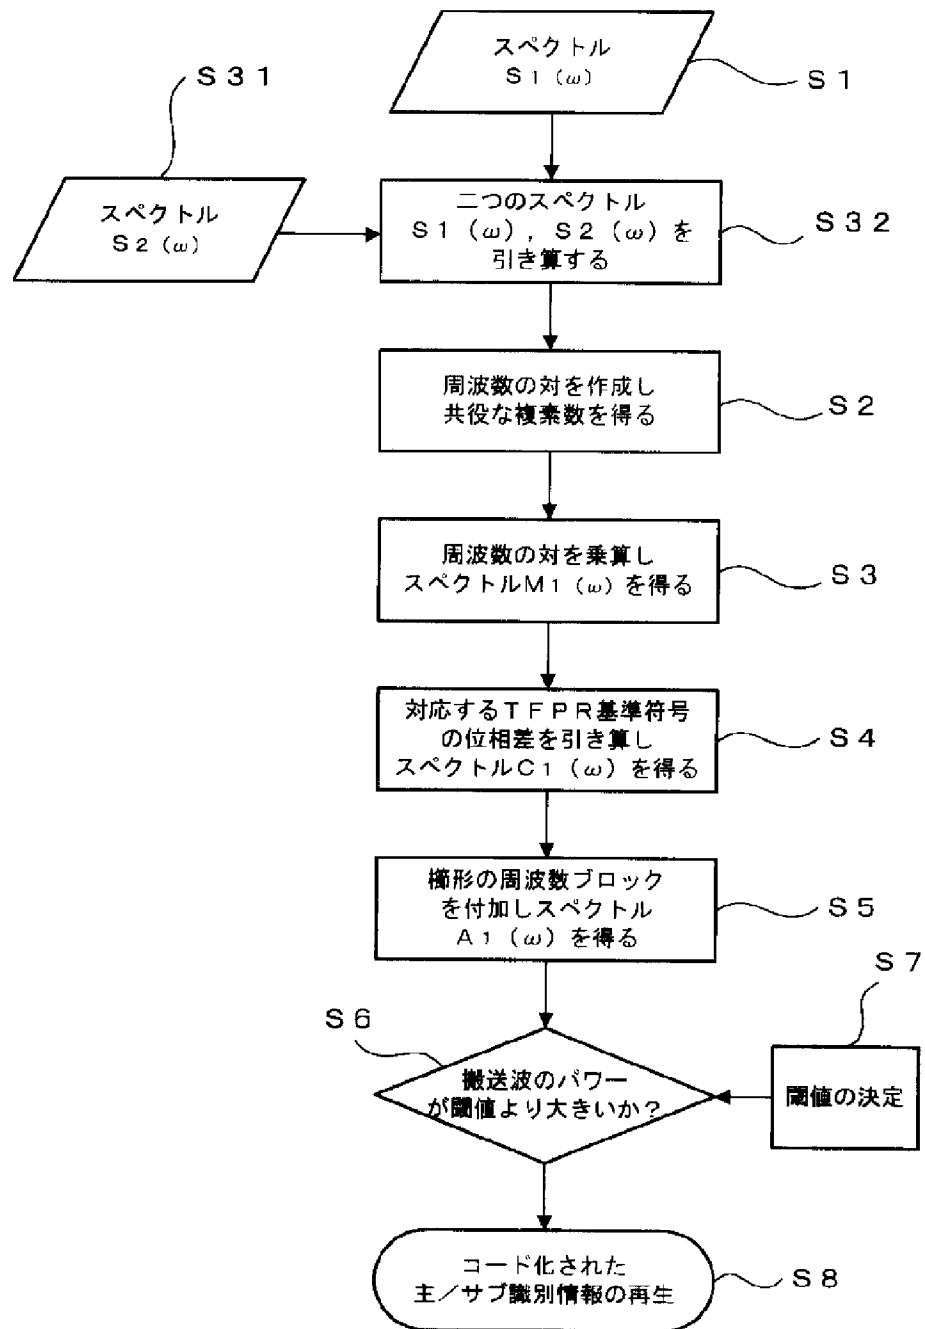 スペクトル
S1(ω)
S1
S31
スペクトル
S2(ω)
二つのスペクトル
S1(ω),S2(ω)を
引き算する
S32
周波数の対を作成し
共役な複素数を得る
S2
周波数の対を乗算し
スペクトルM1(ω)を得る
S3
対応するTFPR基準符号
の位相差を引き算し
スペクトルC1(ω)を得る
S4
櫛形の周波数ブロック
を付加しスペクトル
A1(ω)を得る
S5
S6
搬送波のパワー
が閾値より大きいか?
S7
閾値の決定
コード化された
主/サブ識別情報の再生
S8